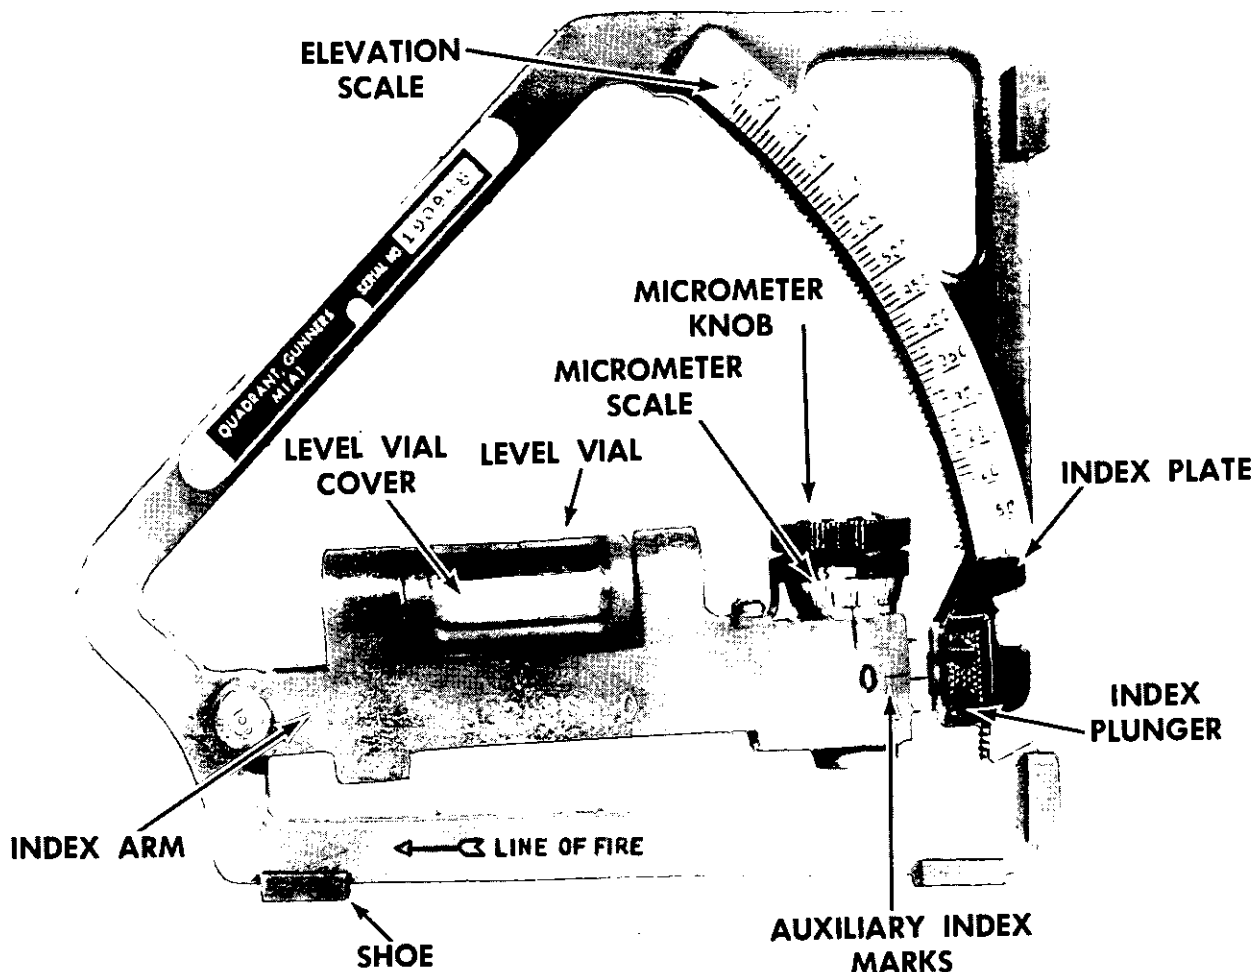 ELEVATION
SCALE
SERIAL NO
QUADRANT, GUNNERS
M1A1
MICROMETER
KNOB
MICROMETER
SCALE
LEVEL VIAL
COVER
LEVEL VIAL
INDEX PLATE
0
INDEX
PLUNGER
INDEX ARM
LINE OF FIRE
SHOE
AUXILIARY INDEX
MARKS